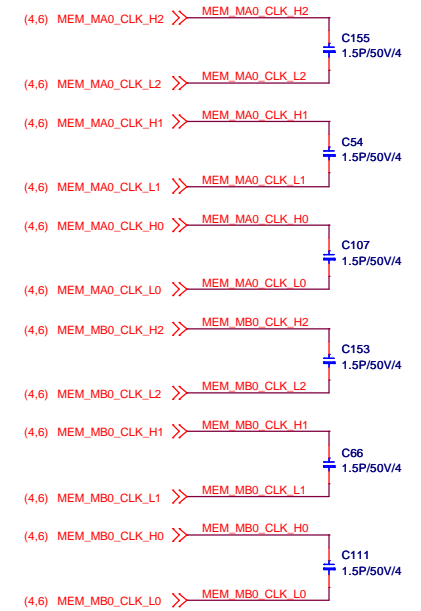 (4,6) MEM_MA0_CLK_H2 MEM_MA0_CLK_H2
C155
1.5P/50V/4
(4,6) MEM_MA0_CLK_L2 MEM_MA0_CLK_L2
(4,6) MEM_MA0_CLK_H1 MEM_MA0_CLK_H1
C54
1.5P/50V/4
(4,6) MEM_MA0_CLK_L1 MEM_MA0_CLK_L1
(4,6) MEM_MA0_CLK_H0 MEM_MA0_CLK_H0
C107
1.5P/50V/4
(4,6) MEM_MA0_CLK_L0 MEM_MA0_CLK_L0
(4,6) MEM_MB0_CLK_H2 MEM_MB0_CLK_H2
C153
1.5P/50V/4
(4,6) MEM_MB0_CLK_L2 MEM_MB0_CLK_L2
(4,6) MEM_MB0_CLK_H1 MEM_MB0_CLK_H1
C66
1.5P/50V/4
(4,6) MEM_MB0_CLK_L1 MEM_MB0_CLK_L1
(4,6) MEM_MB0_CLK_H0 MEM_MB0_CLK_H0
C111
1.5P/50V/4
(4,6) MEM_MB0_CLK_L0 MEM_MB0_CLK_L0